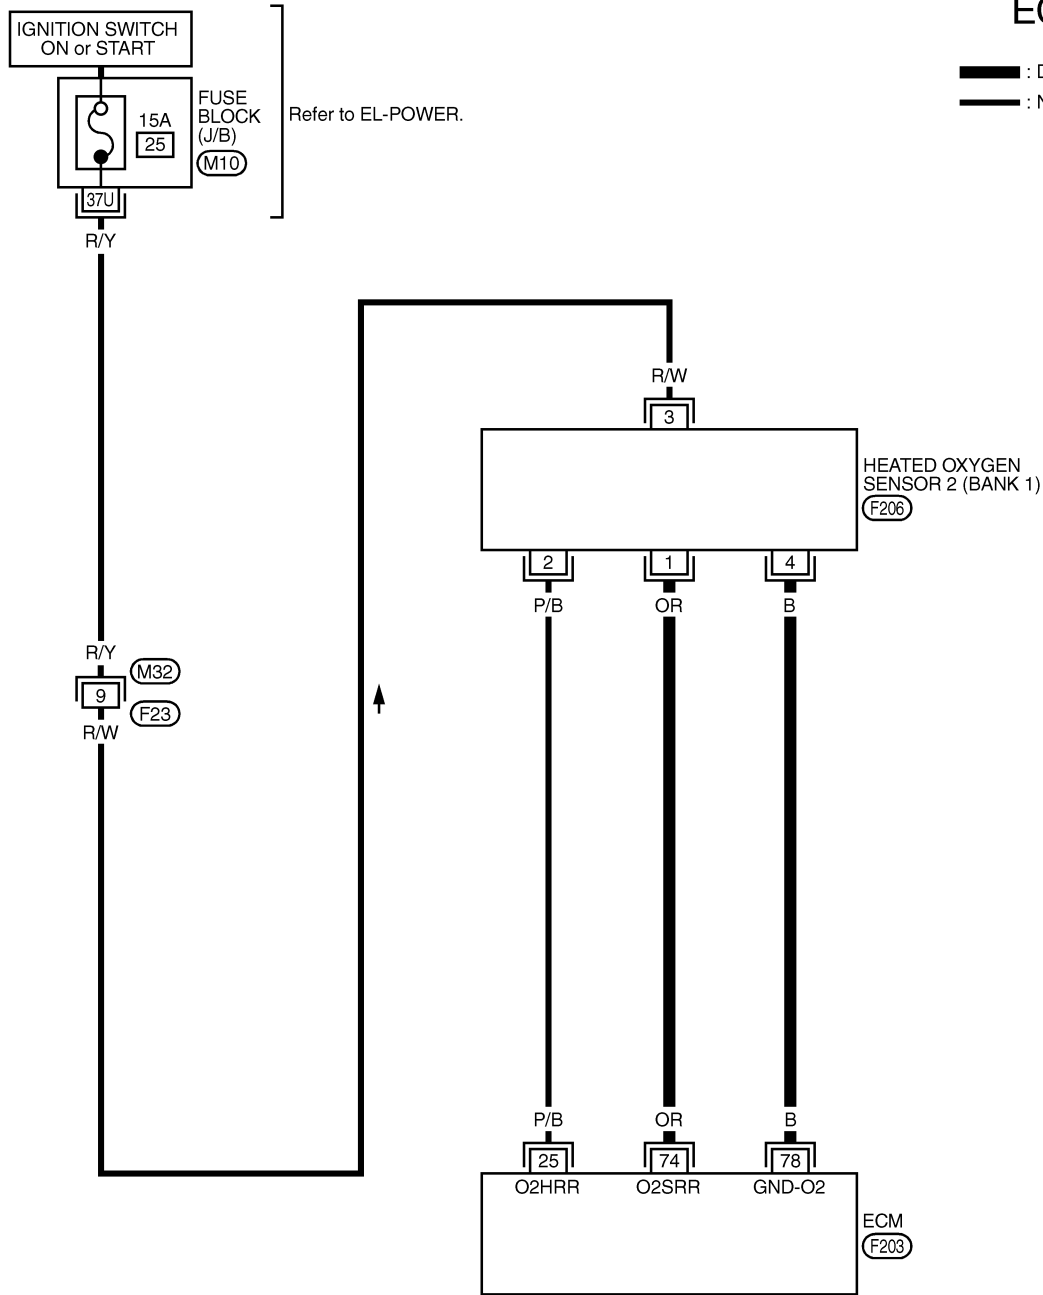 EC
IGNITION SWITCH
ON or START
: D
: N
FUSE
BLOCK
(J/B)
M10
15A
25
Refer to EL-POWER.
37U
R/Y
R/W
3
HEATED OXYGEN
SENSOR 2 (BANK 1)
F206
2
1
4
P/B
OR
B
R/Y
M32
9
F23
R/W
P/B
OR
B
25
74
78
O2HRR
O2SRR
GND-O2
ECM
F203